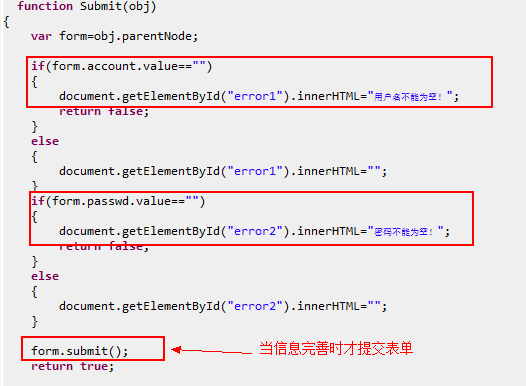 function Submit(obj)
{
var form=obj.parentNode;
if(form.account.value=="")
{
document.getElementById("error1").innerHTML="用户名不能为空！";
return false;
}
else
{
document.getElementById("error1").innerHTML="";
}
if(form.passwd.value=="")
{
document.getElementById("error2").innerHTML="密码不能为空！";
return false;
}
else
{
document.getElementById("error2").innerHTML="";
}
form.submit(); 当信息完善时才提交表单
return true;